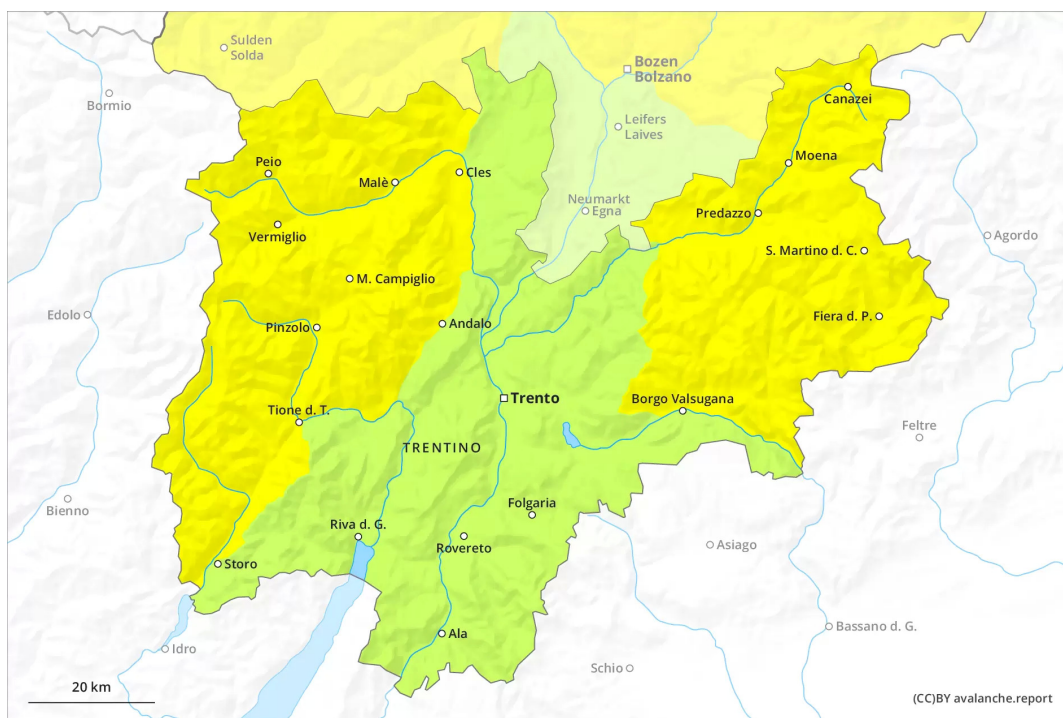 Sulden
Solda
Bozen
Bolzano
Bormio
Canazei
Leifers
Laives
Peio
Malè
Cles
Moena
Neumarkt
Egna
Predazzo
Vermiglio
Agordo
S. Martino d. C.
M. Campiglio
Edolo
Pinzolo
Andalo
Fiera d. P.
Trento
Borgo Valsugana
Tione d. T.
Feltre
TRENTINO
Bienno
Folgaria
Riva d. G.
Rovereto
Asiago
Storo
Bassano d. G.
Ala
Idro
Schio
20 km
(CC)BY avalanche.report